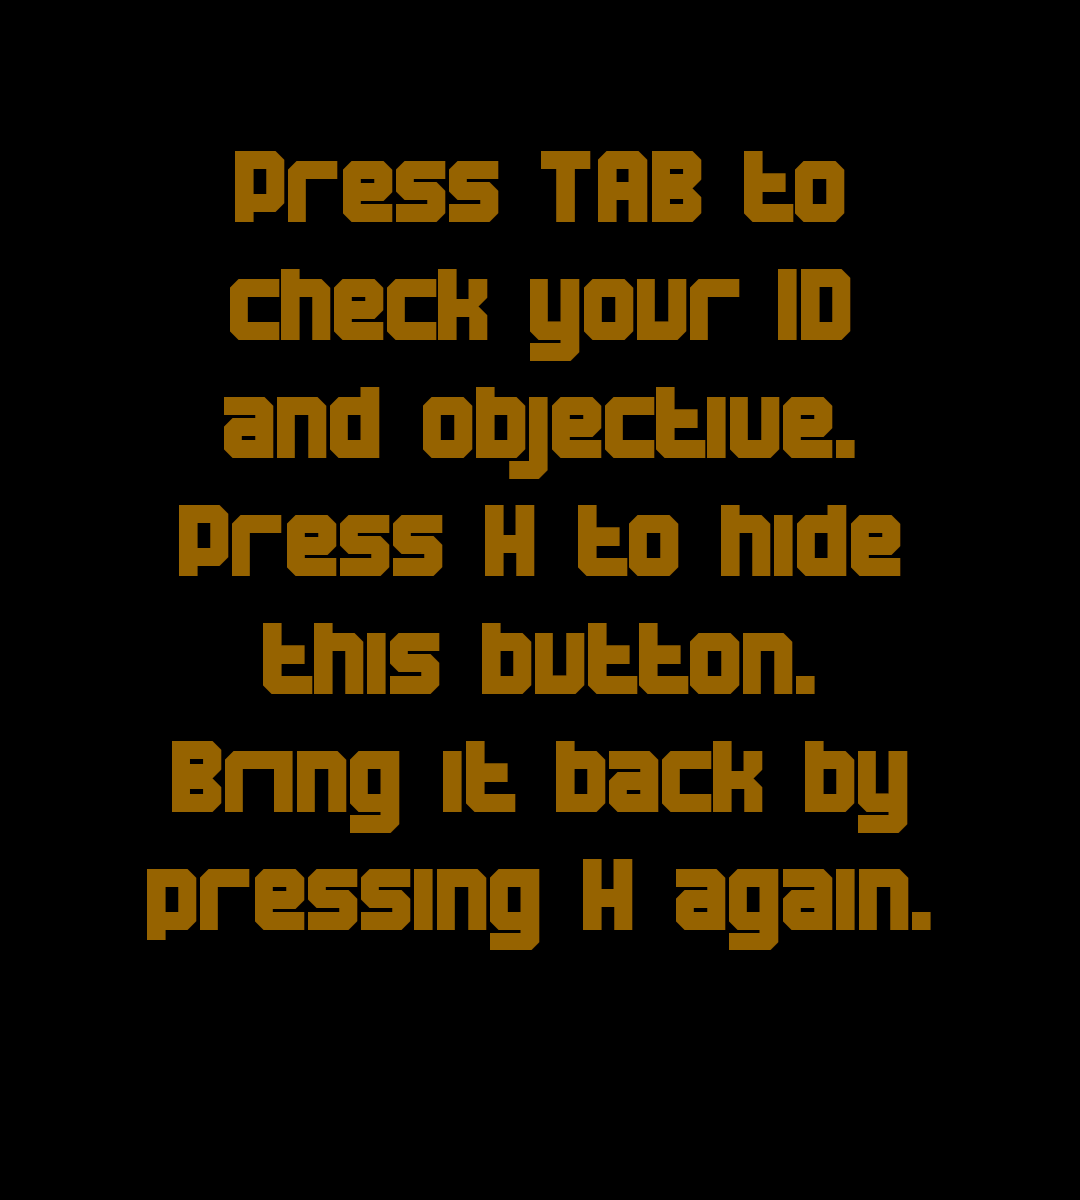 Press TAB to
check your ID
and objective.
Press H to hide
this button.
Bring it back by
pressing H again.